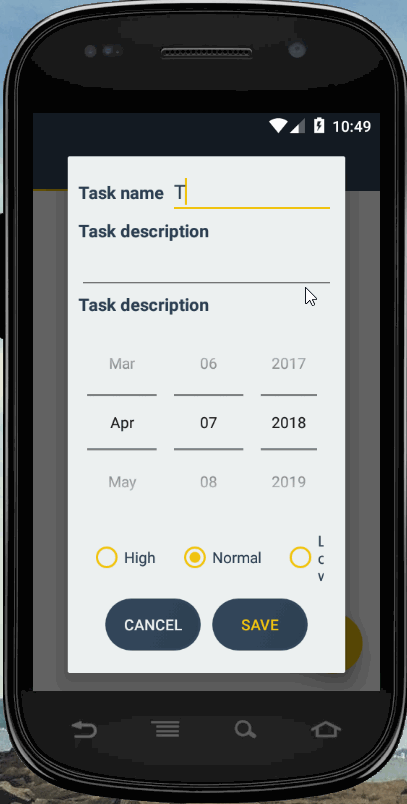 10:49
Task name T
Task description
Task description
Mar 06 2017
Apr 07 2018
May 08 2019
High Normal L
o
w
CANCEL SAVE